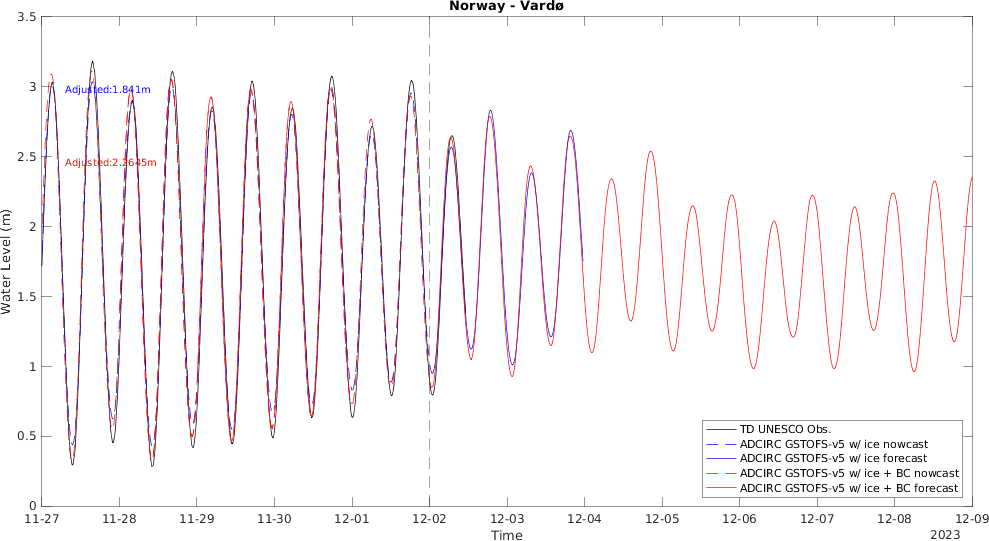 Norway - Vardø
3.5
3
2.5
2
1.5
1
0.5
0
Water Level (m)
Adjusted:1.841m
Adjusted:2.2645m
TD UNESCO Obs.
ADCIRC GSTOFS-v5 w/ ice nowcast
ADCIRC GSTOFS-v5 w/ ice forecast
ADCIRC GSTOFS-v5 w/ ice + BC nowcast
ADCIRC GSTOFS-v5 w/ ice + BC forecast
11-27 11-28 11-29 11-30 12-01 12-02 12-03 12-04 12-05 12-06 12-07 12-08 12-09
Time
2023